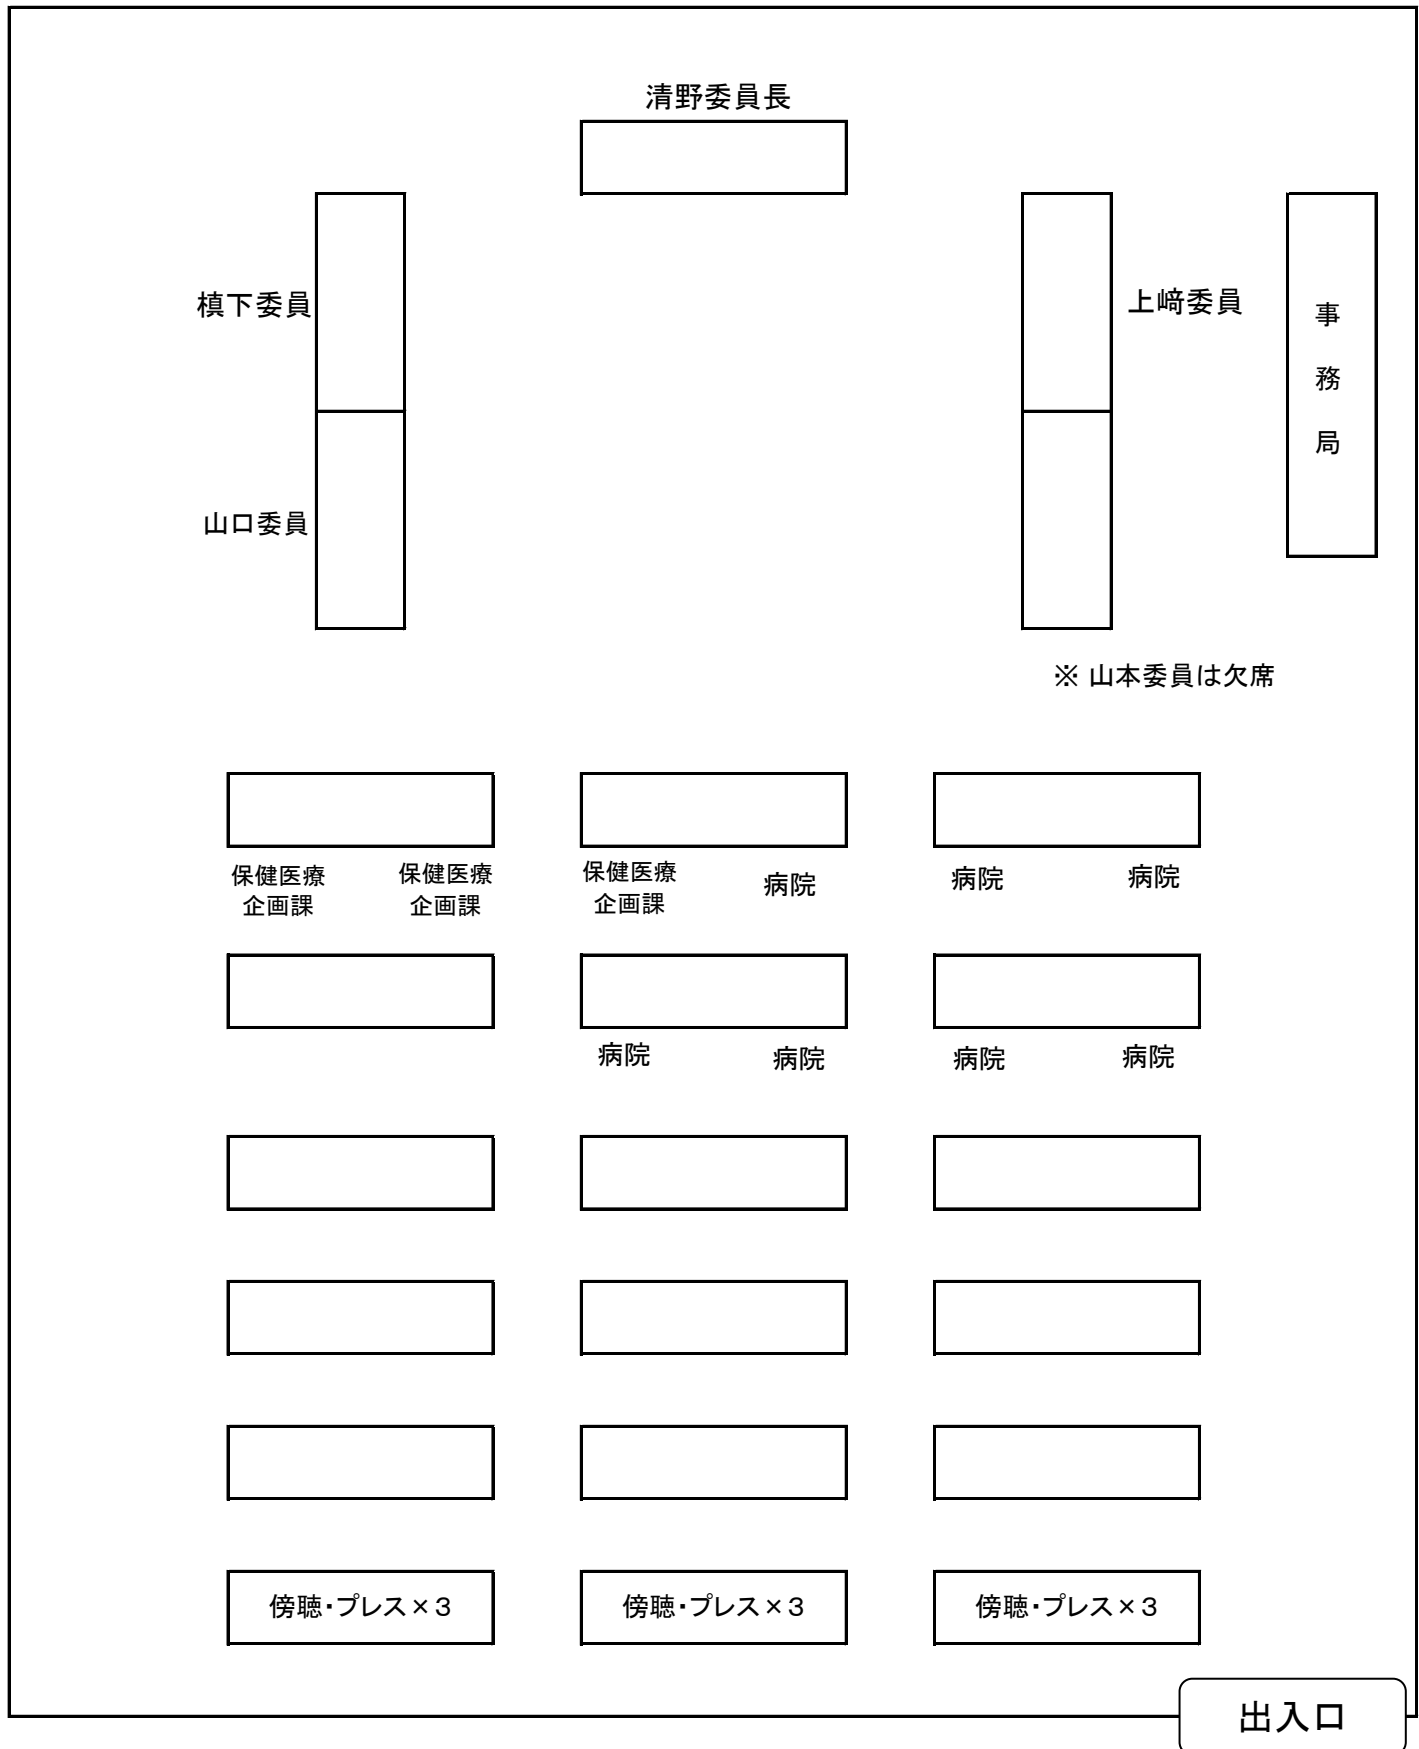 清野委員長
槙下委員
上﨑委員
事
務
局
山口委員
※ 山本委員は欠席
保健医療
企画課
保健医療
企画課
保健医療
企画課
病院
病院
病院
病院
病院
病院
病院
傍聴・プレス×３
傍聴・プレス×３
傍聴・プレス×３
出入口